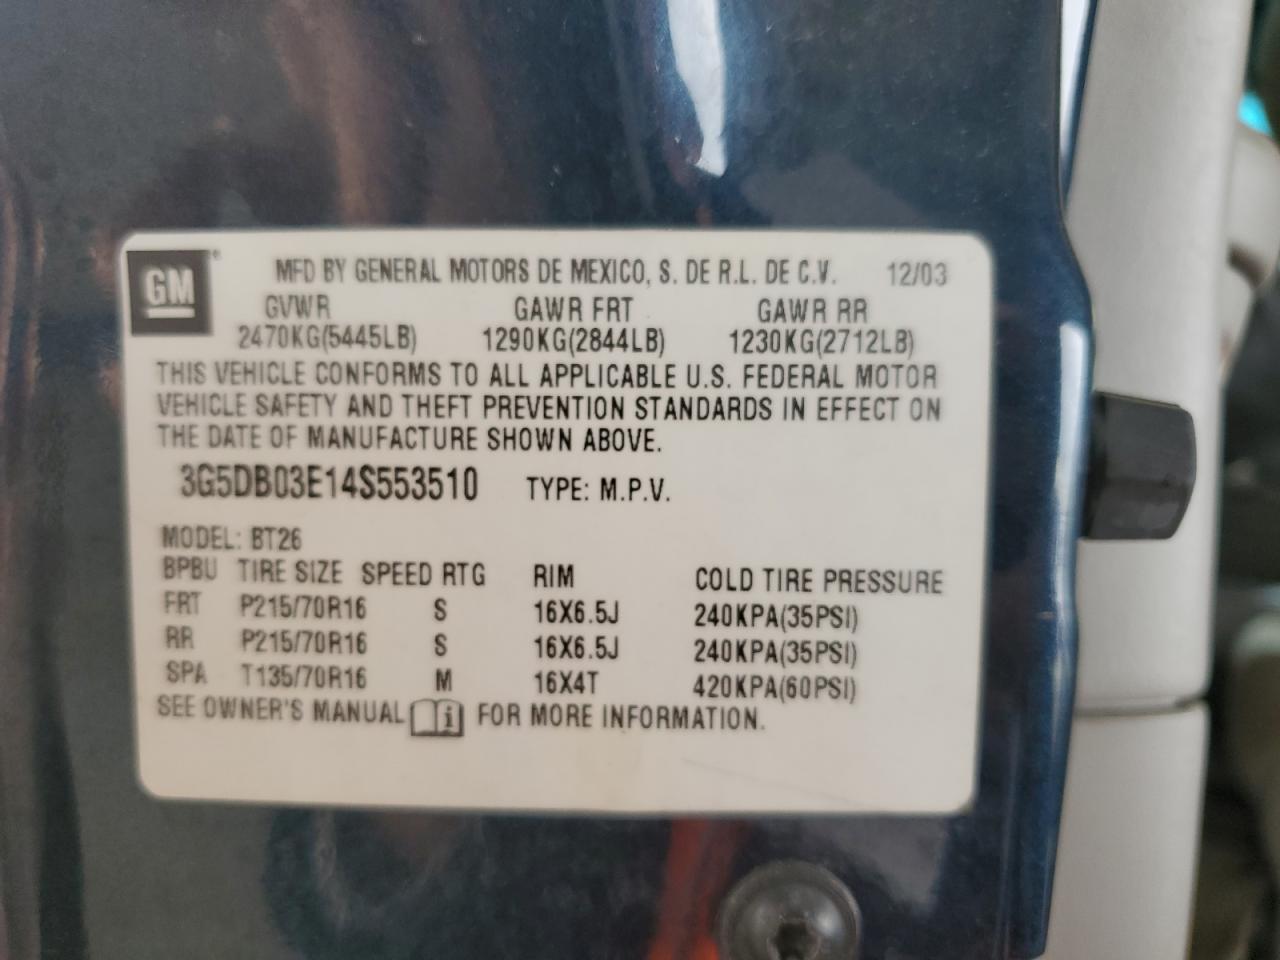 GM
MFD BY GENERAL MOTORS DE MEXICO, S. DE R.L. DE C.V. 12/03
GVWR GAWR FRT GAWR RR
2470KG(5445LB) 1290KG(2844LB) 1230KG(2712LB)
THIS VEHICLE CONFORMS TO ALL APPLICABLE U.S. FEDERAL MOTOR
VEHICLE SAFETY AND THEFT PREVENTION STANDARDS IN EFFECT ON
THE DATE OF MANUFACTURE SHOWN ABOVE.
3G5DB03E14S553510 TYPE: M.P.V.
MODEL: BT26
BPBU TIRE SIZE SPEED RTG RIM COLD TIRE PRESSURE
FRT P215/70R16 S 16X6.5J 240KPA(35PSI)
RR P215/70R16 S 16X6.5J 240KPA(35PSI)
SPA T135/70R16 M 16X4T 420KPA(60PSI)
SEE OWNER'S MANUAL i FOR MORE INFORMATION.